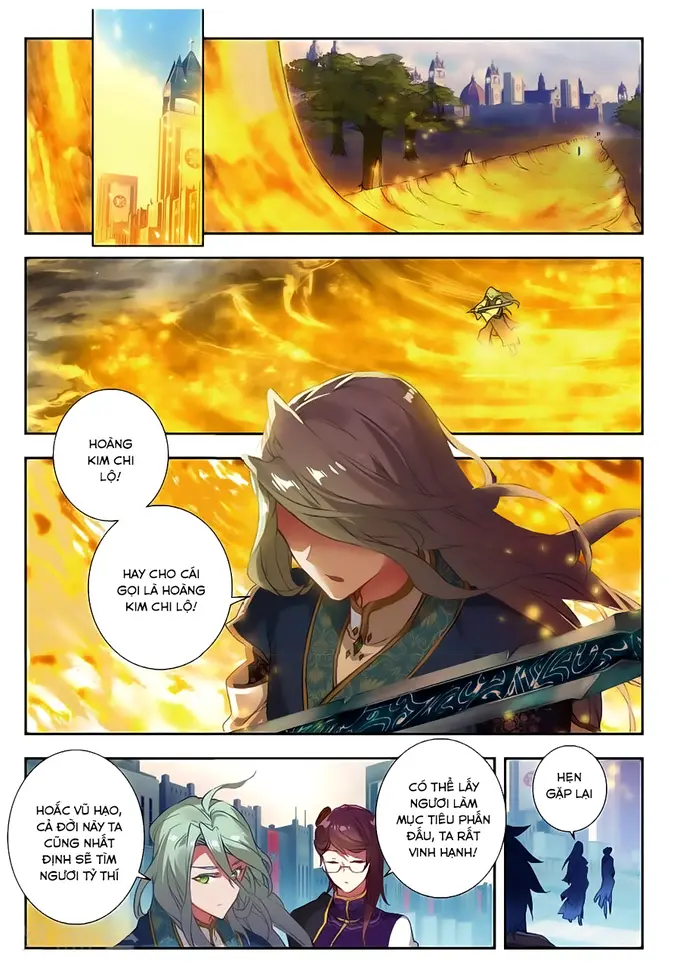 HOÀNG
KIM CHI
LỘ!
HAY CHO CÁI
GỌI LÀ HOÀNG
KIM CHI LỘ!
HOẮC VŨ HẠO,
CẢ ĐỜI NÀY TA
CŨNG NHẤT
ĐỊNH SẼ TÌM
NGƯƠI TỶ THÍ
CÓ THỂ LẤY
NGƯƠI LÀM
MỤC TIÊU PHẤN
ĐẤU, TA RẤT
VINH HẠNH!
HẸN
GẶP LẠI